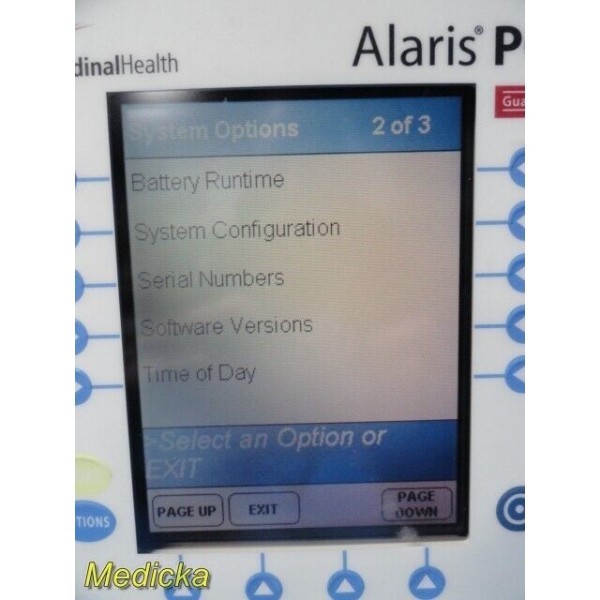 dinalHealth
Alaris® P
Gua
System Options 2 of 3
Battery Runtime
System Configuration
Serial Numbers
Software Versions
Time of Day
>Select an Option or
EXIT
PAGE UP
EXIT
PAGE
DOWN
TIONS
Medicka